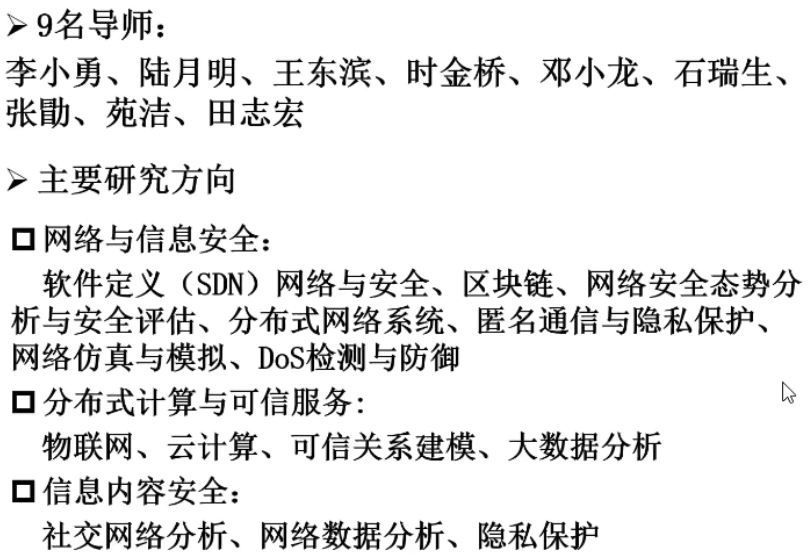 ➢ 9名导师：
李小勇、陆月明、王东滨、时金桥、邓小龙、石瑞生、
张勖、苑洁、田志宏
➢ 主要研究方向
□ 网络与信息安全：
软件定义（SDN）网络与安全、区块链、网络安全态势分
析与安全评估、分布式网络系统、匿名通信与隐私保护、
网络仿真与模拟、DoS检测与防御
□ 分布式计算与可信服务:
物联网、云计算、可信关系建模、大数据分析
□ 信息内容安全：
社交网络分析、网络数据分析、隐私保护